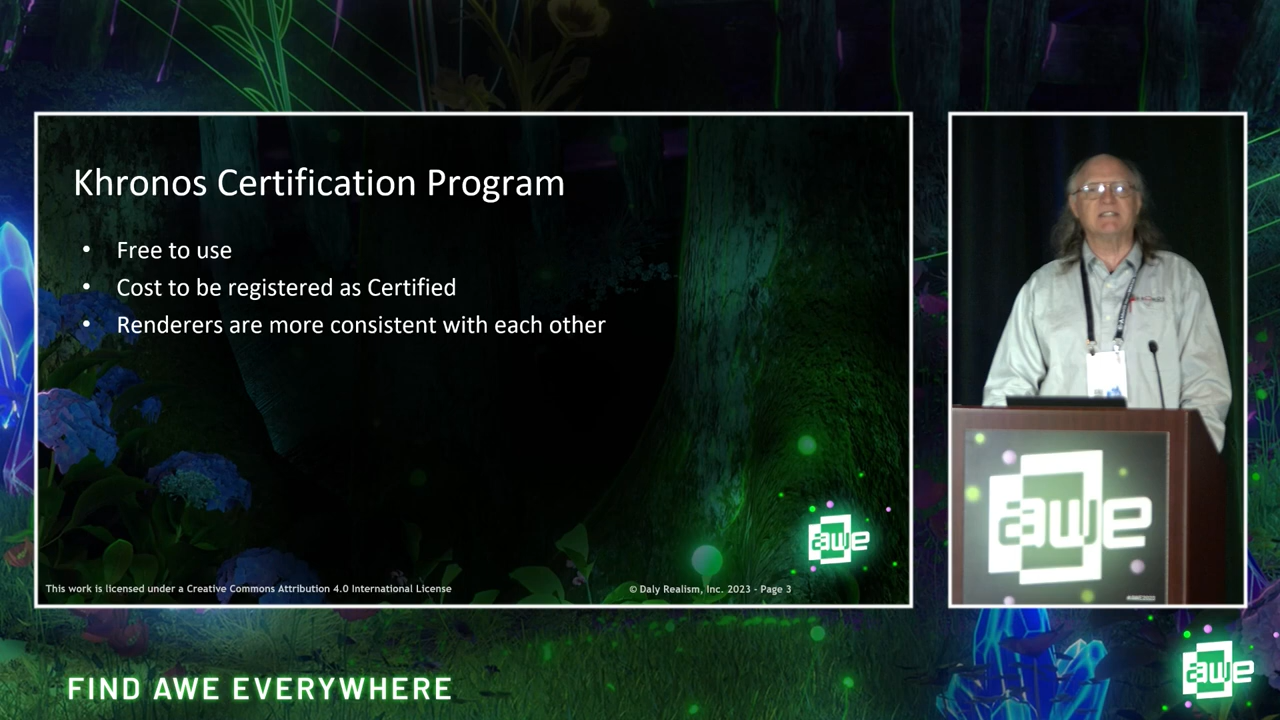 Khronos Certification Program
• Free to use
• Cost to be registered as Certified
• Renderers are more consistent with each other
awe
This work is licensed under a Creative Commons Attribution 4.0 International License
© Daly Realism, Inc. 2023 - Page 3
awe
FIND AWE EVERYWHERE
awe